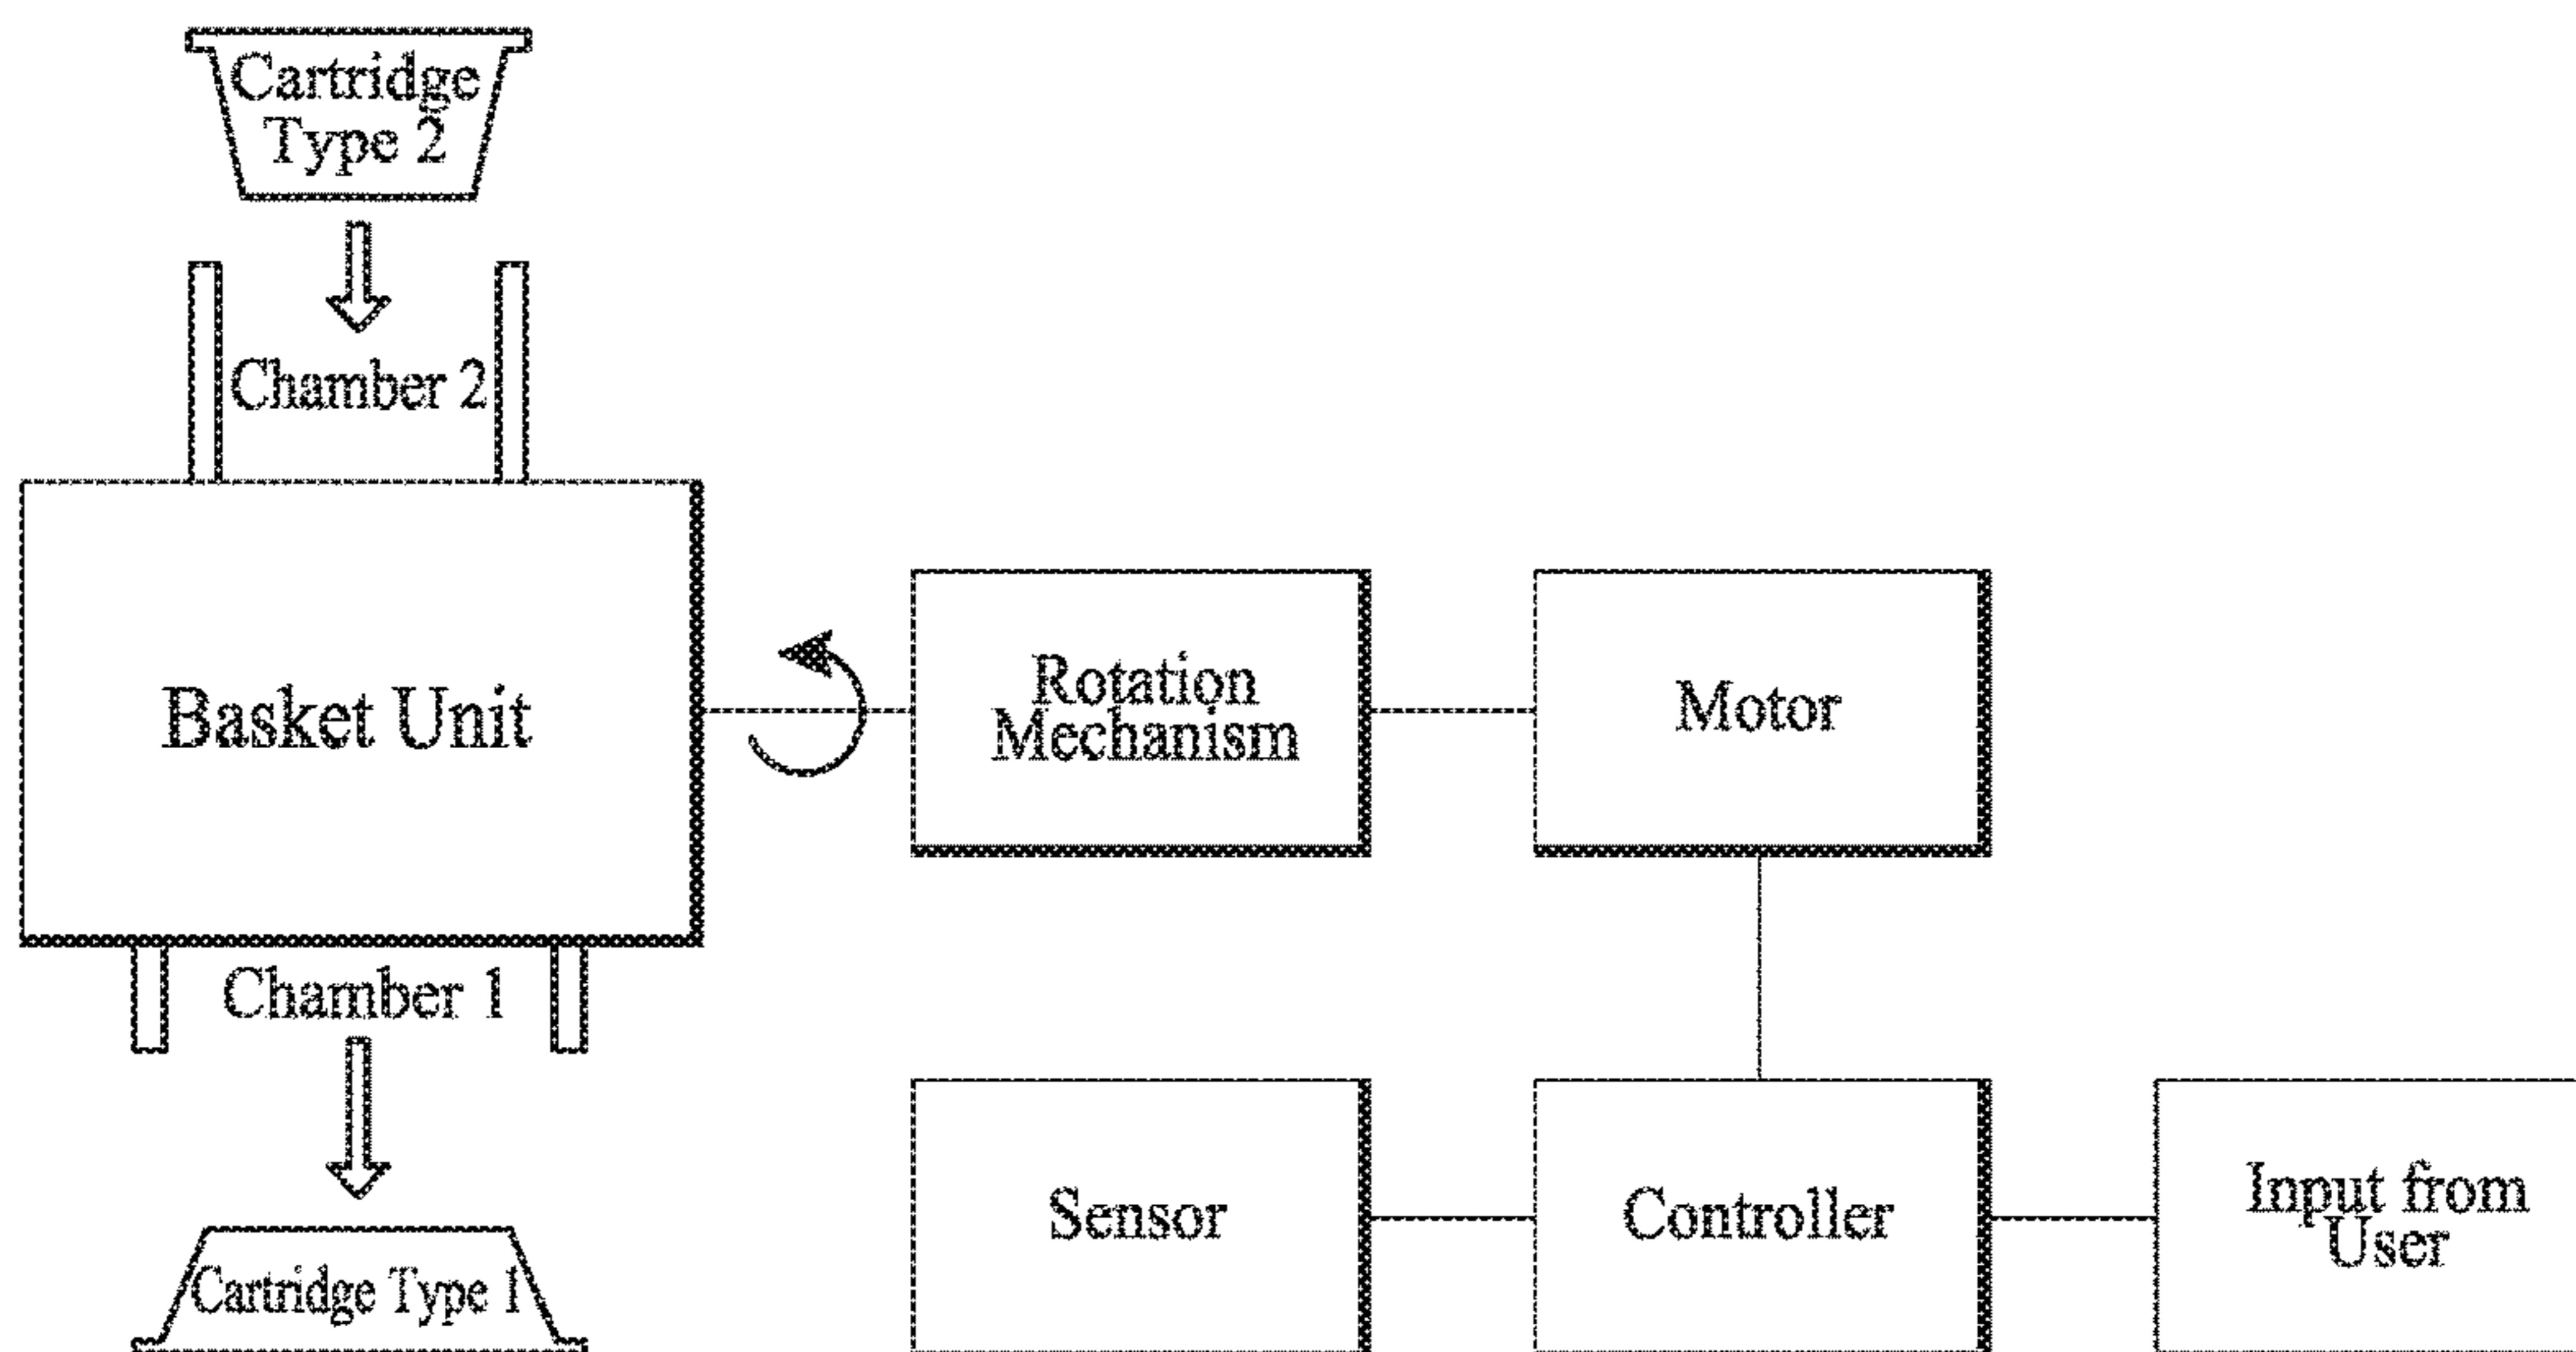 Cartridge
Type 2
Chamber 2
Basket Unit
Rotation
Mechanism
Motor
Chamber 1
Sensor
Controller
Input from
User
Cartridge Type 1